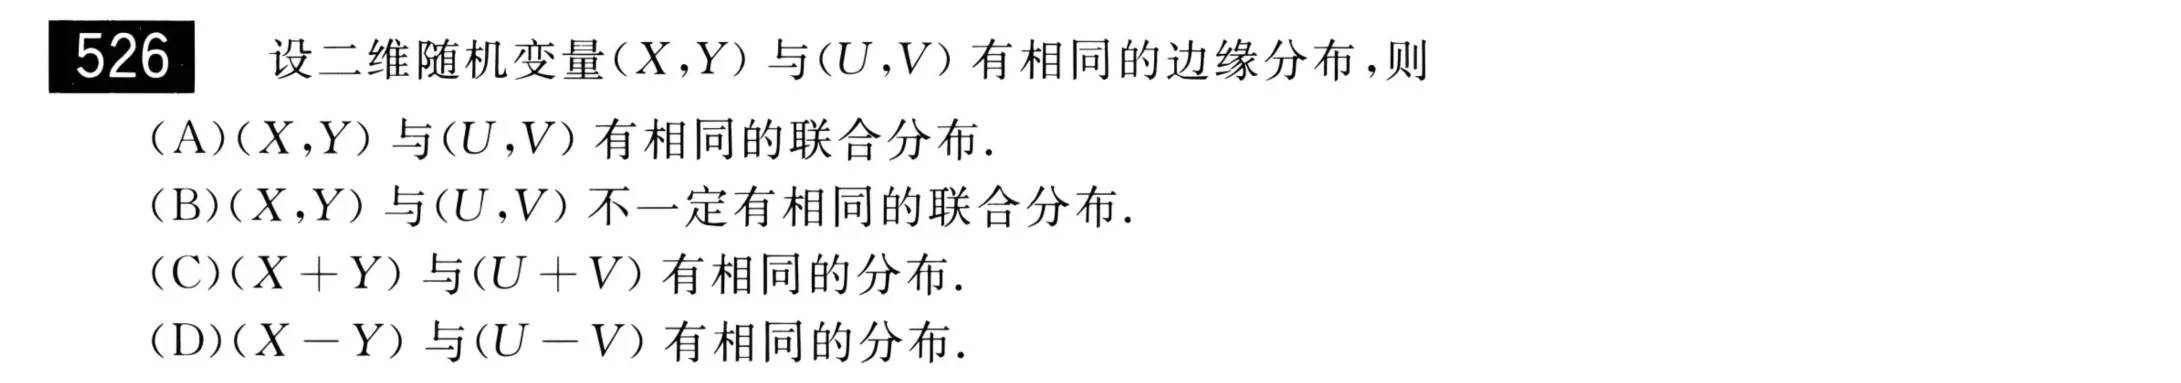 526 设二维随机变量(X,Y) 与(U,V) 有相同的边缘分布,则
(A)(X,Y) 与(U,V) 有相同的联合分布.
(B)(X,Y) 与(U,V) 不一定有相同的联合分布.
(C)(X+Y) 与(U+V) 有相同的分布.
(D)(X-Y) 与(U-V) 有相同的分布.